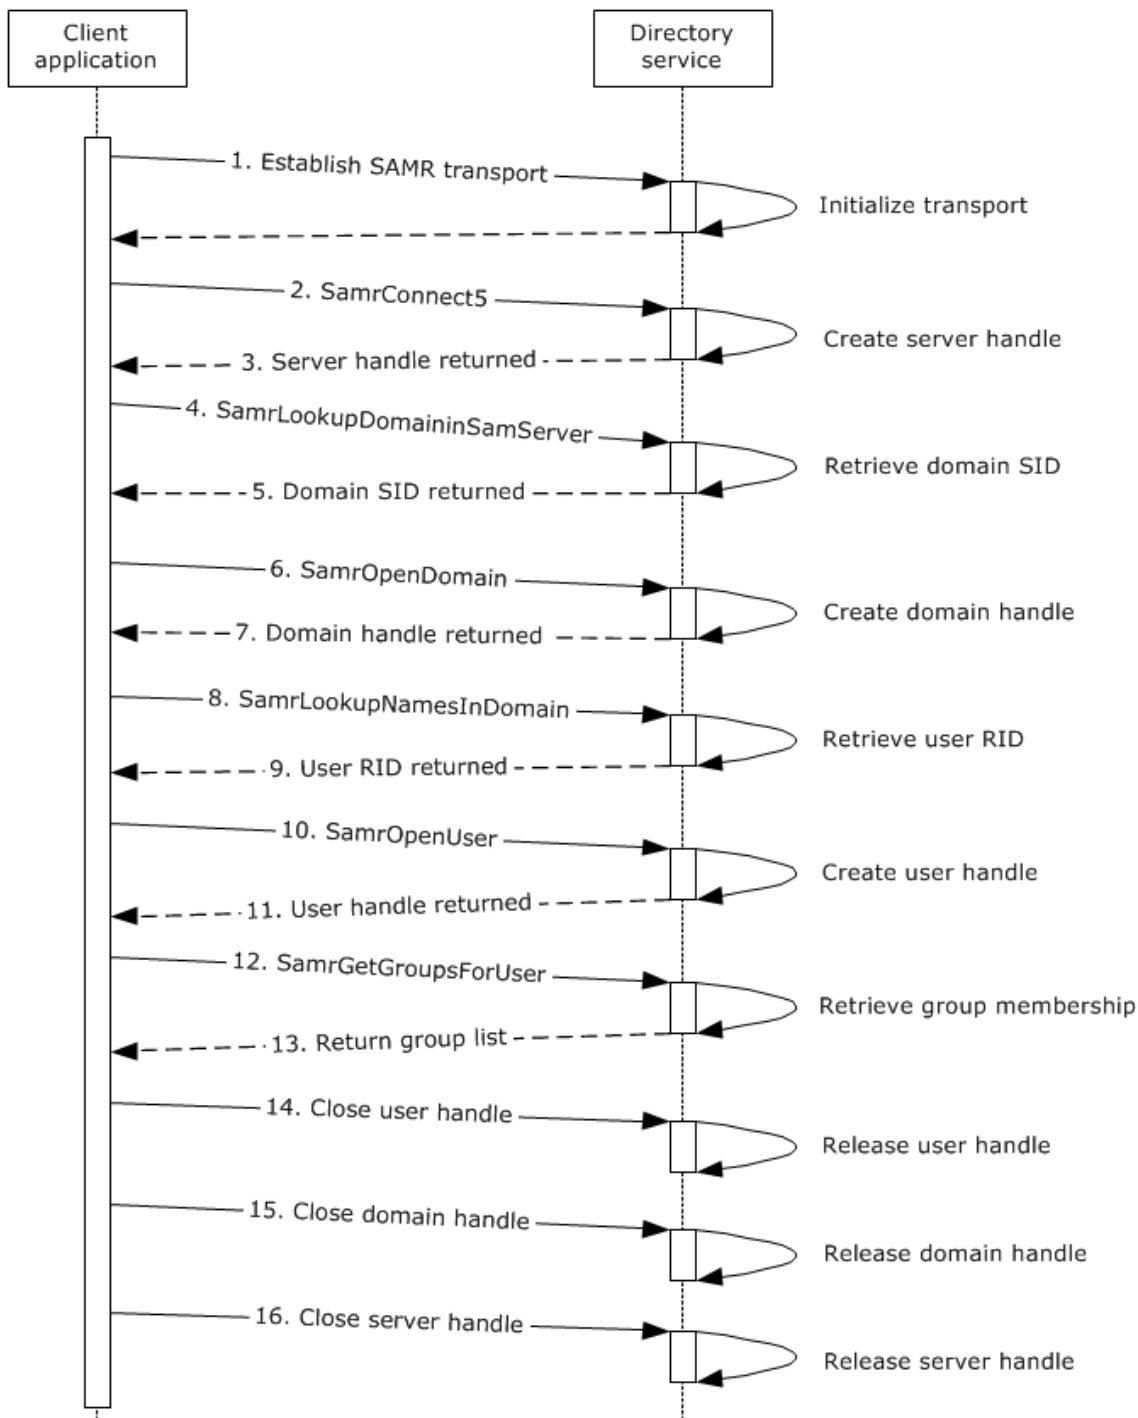 Client
application
Directory
service
1. Establish SAMR transport
Initialize transport
2. SamrConnect5
Create server handle
3. Server handle returned
4. SamrLookupDomaininSamServer
Retrieve domain SID
5. Domain SID returned
6. SamrOpenDomain
Create domain handle
7. Domain handle returned
8. SamrLookupNamesInDomain
Retrieve user RID
9. User RID returned
10. SamrOpenUser
Create user handle
11. User handle returned
12. SamrGetGroupsForUser
Retrieve group membership
13. Return group list
14. Close user handle
Release user handle
15. Close domain handle
Release domain handle
16. Close server handle
Release server handle